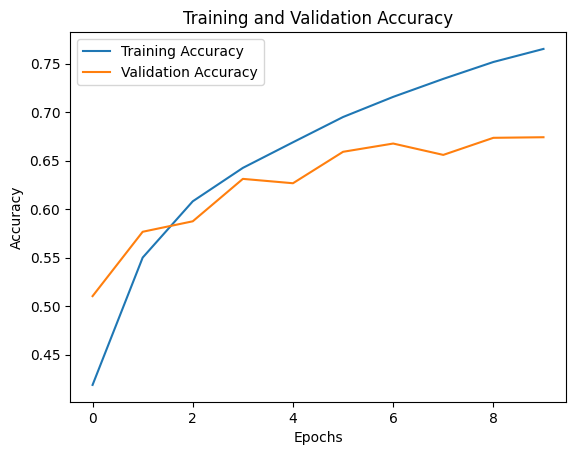 Training and Validation Accuracy
Training Accuracy
Validation Accuracy
0.75
0.70
0.65
0.60
0.55
0.50
0.45
Accuracy
0 2 4 6 8
Epochs